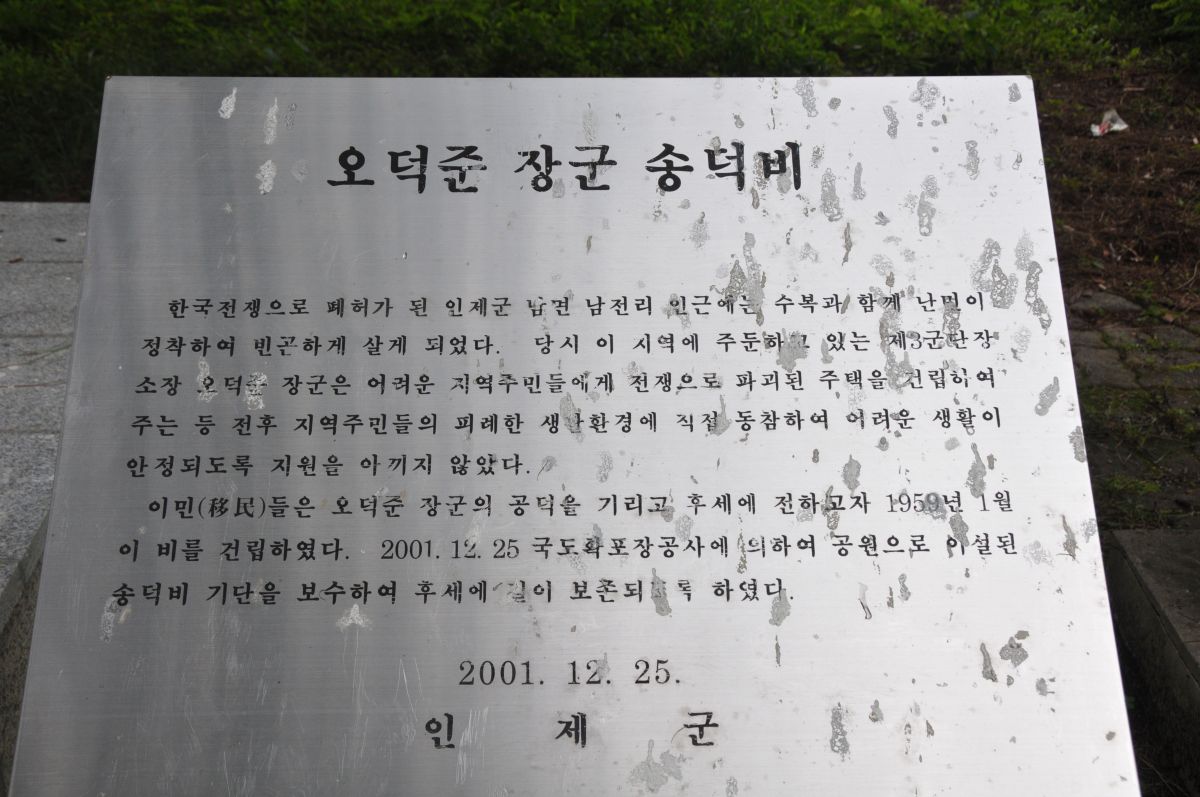 오덕준 장군 송덕비
한국전쟁으로 폐허가 된 인제군 남면 남전리 인근에는 수복과 함께 난민이
정착하여 빈곤하게 살게 되었다. 당시 이 지역에 주둔하고 있는 제3군단장
소장 오덕준 장군은 어려운 지역주민들에게 전쟁으로 파괴된 주택을 건립하여
주는 등 전후 지역주민들의 피례한 환경에 직접 동참하여 어려운 생활이
안정되도록 지원을 아끼지 않았다.
이민(移民)들은 오덕준 장군의 공덕을 기리고 후세에 전하고자 1959년 1월
이 비를 건립하였다. 2001. 12. 25 국도확포장공사에 의하여 공원으로 이설된
송덕비 기단을 보수하여 후세에 길이 보존되도록 하였다.
2001. 12. 25.
인 제 군